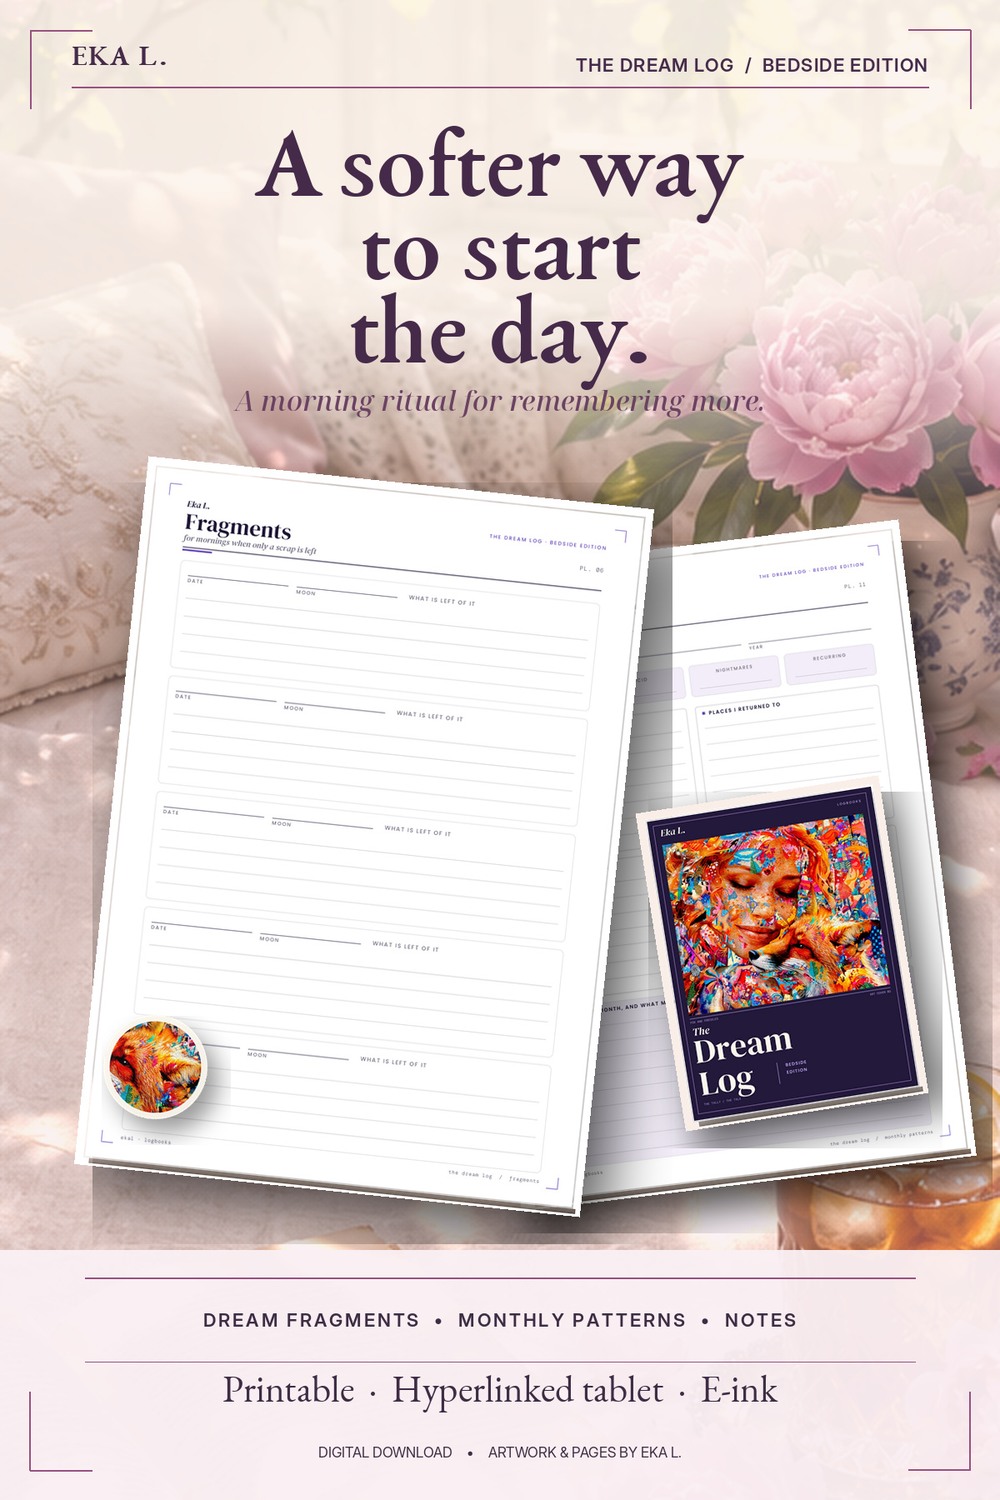 EKA L.
THE DREAM LOG / BEDSIDE EDITION
A softer way
to start
the day.
A morning ritual for remembering more.
Eka L.
Fragments
for mornings when only a scrap is left
THE DREAM LOG · BEDSIDE EDITION
PL. 06
DATE MOON WHAT IS LEFT OF IT
DATE MOON WHAT IS LEFT OF IT
DATE MOON WHAT IS LEFT OF IT
DATE MOON WHAT IS LEFT OF IT
MOON WHAT IS LEFT OF IT
ekal · logbooks
the dream log / fragments
THE DREAM LOG · BEDSIDE EDITION
PL. 11
YEAR
NIGHTMARES
RECURRING
PLACES I RETURNED TO
MONTH, AND WHAT
the dream log / monthly patterns
Eka L.
LOGBOOKS
The
Dream
Log
BEDSIDE
EDITION
DREAM FRAGMENTS • MONTHLY PATTERNS • NOTES
Printable · Hyperlinked tablet · E-ink
DIGITAL DOWNLOAD • ARTWORK & PAGES BY EKA L.